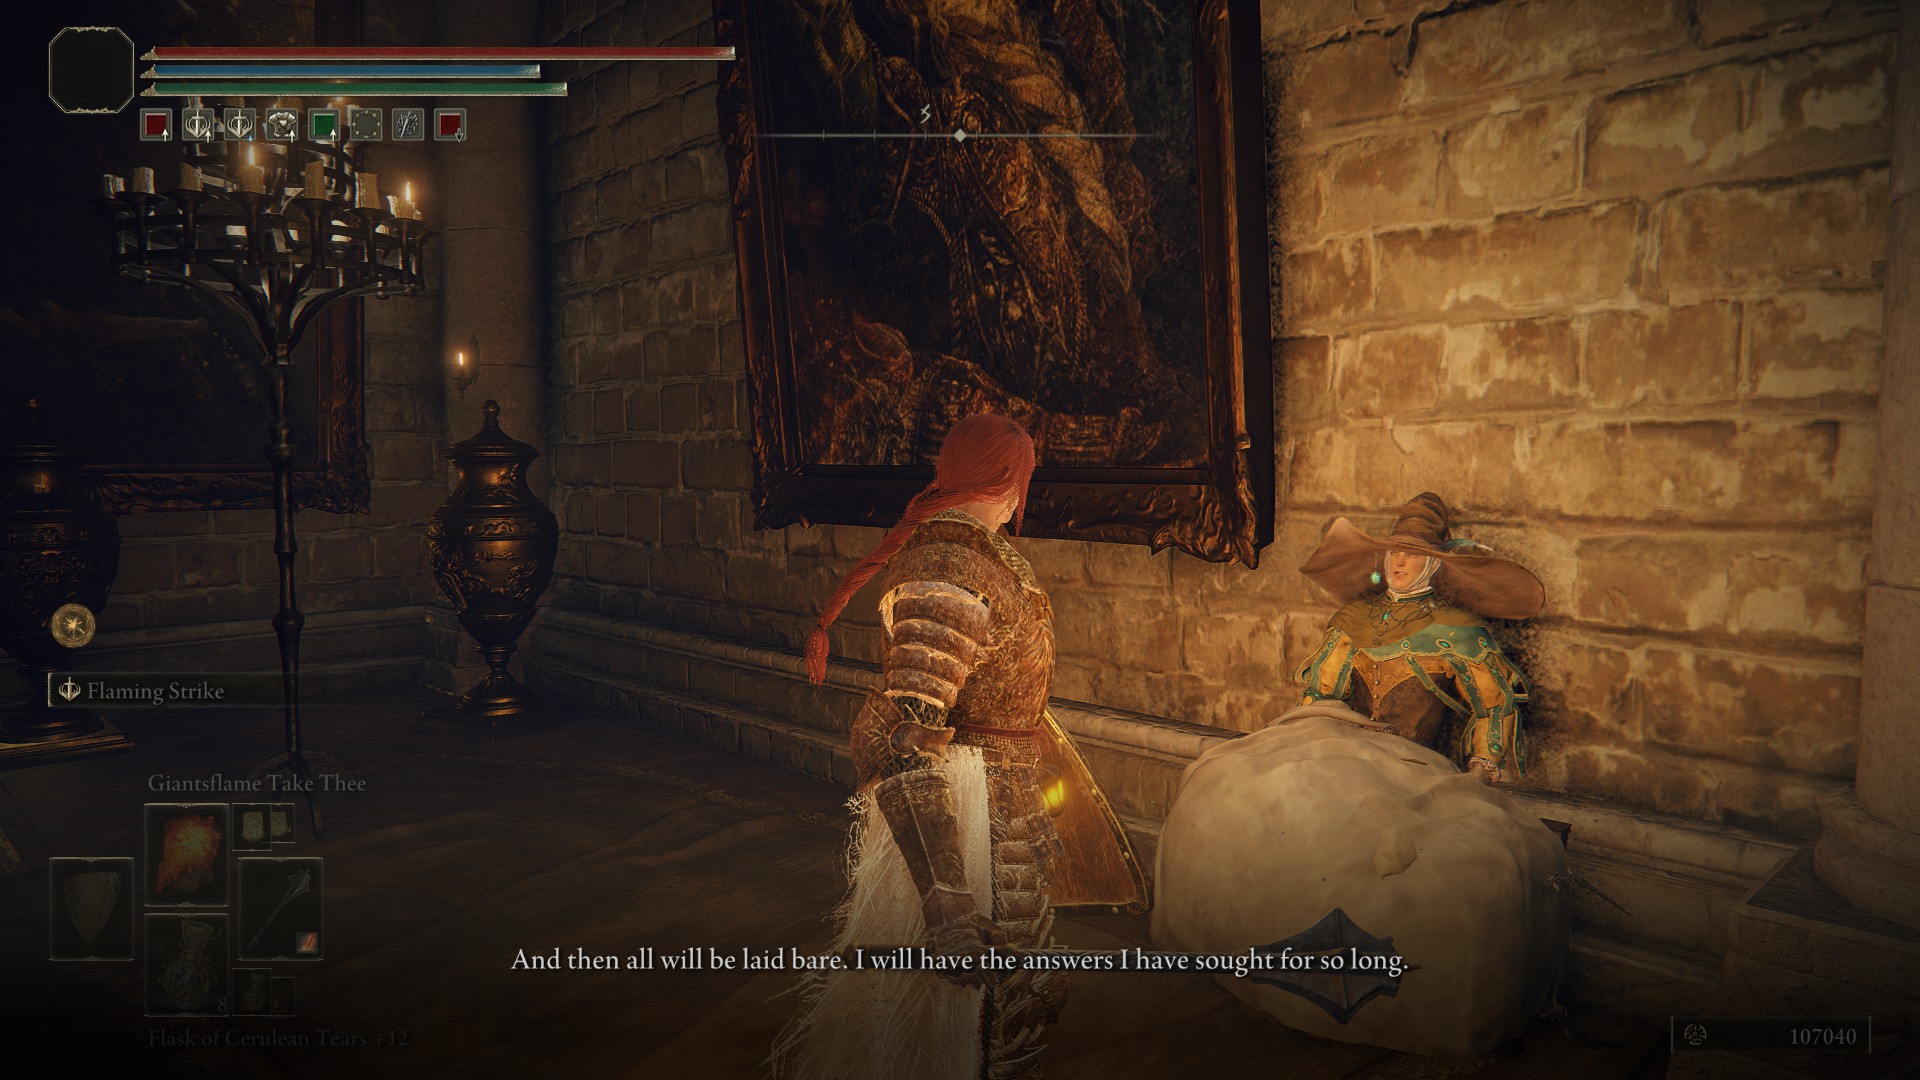 Flaming Strike
Giantsflame Take Thee
8
And then all will be laid bare. I will have the answers I have sought for so long.
Flask of Cerulean Tears +12
107040